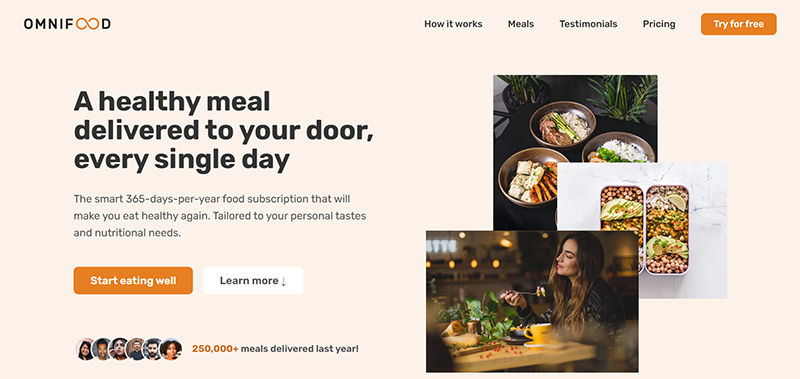 OMNIFOOD
How it works
Meals
Testimonials
Pricing
Try for free
A healthy meal
delivered to your door,
every single day
The smart 365-days-per-year food subscription that will
make you eat healthy again. Tailored to your personal tastes
and nutritional needs.
Start eating well
Learn more ↓
250,000+ meals delivered last year!